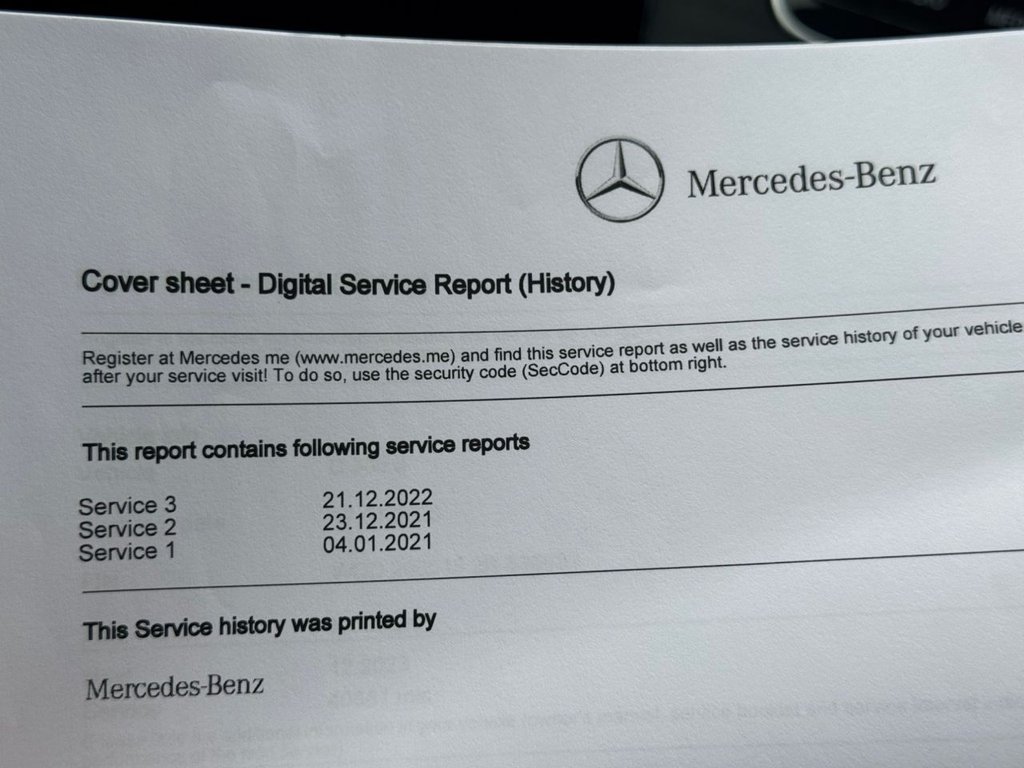 Mercedes-Benz
Cover sheet - Digital Service Report (History)
Register at Mercedes me (www.mercedes.me) and find this service report as well as the service history of your vehicle
after your service visit! To do so, use the security code (SecCode) at bottom right.
This report contains following service reports
Service 3 21.12.2022
Service 2 23.12.2021
Service 1 04.01.2021
This Service history was printed by
Mercedes-Benz